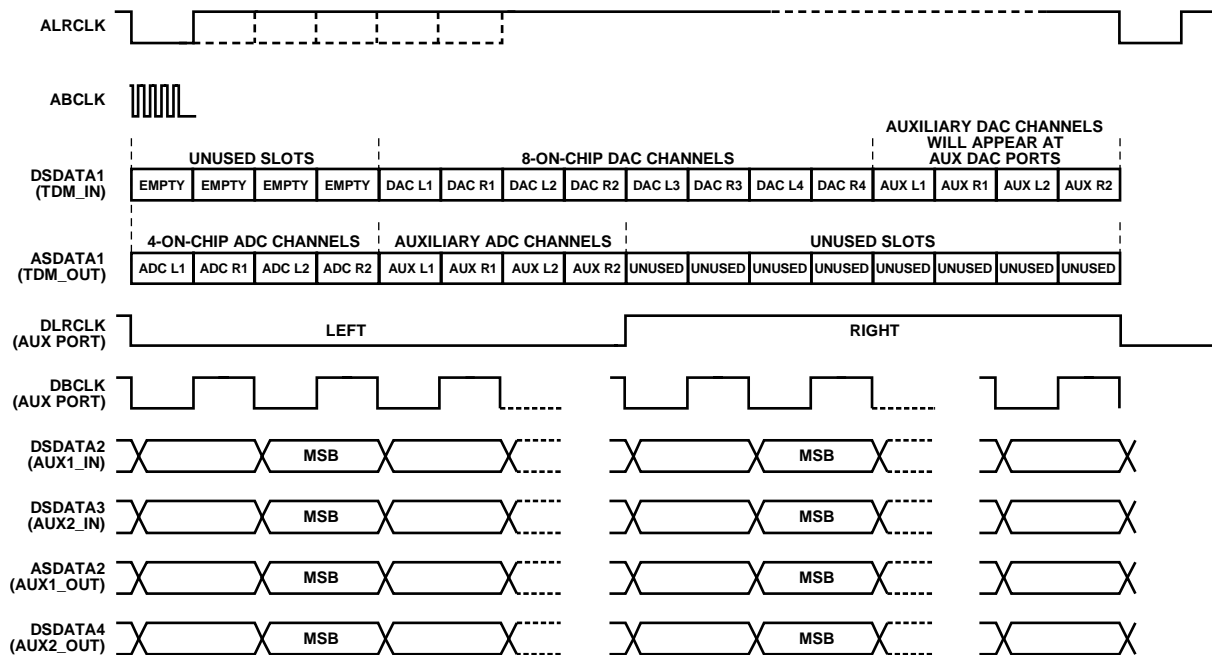 ALRCLK
ABCLK
AUXILIARY DAC CHANNELS
WILL APPEAR AT
AUX DAC PORTS
UNUSED SLOTS
8-ON-CHIP DAC CHANNELS
DSDATA1
(TDM_IN)
EMPTY EMPTY EMPTY EMPTY DAC L1 DAC R1 DAC L2 DAC R2 DAC L3 DAC R3 DAC L4 DAC R4 AUX L1 AUX R1 AUX L2 AUX R2
4-ON-CHIP ADC CHANNELS
AUXILIARY ADC CHANNELS
UNUSED SLOTS
ASDATA1
(TDM_OUT)
ADC L1 ADC R1 ADC L2 ADC R2 AUX L1 AUX R1 AUX L2 AUX R2 UNUSED UNUSED UNUSED UNUSED UNUSED UNUSED UNUSED UNUSED
DLRCLK
(AUX PORT)
LEFT
RIGHT
DBCLK
(AUX PORT)
DSDATA2
(AUX1_IN)
MSB
MSB
DSDATA3
(AUX2_IN)
MSB
MSB
ASDATA2
(AUX1_OUT)
MSB
MSB
DSDATA4
(AUX2_OUT)
MSB
MSB